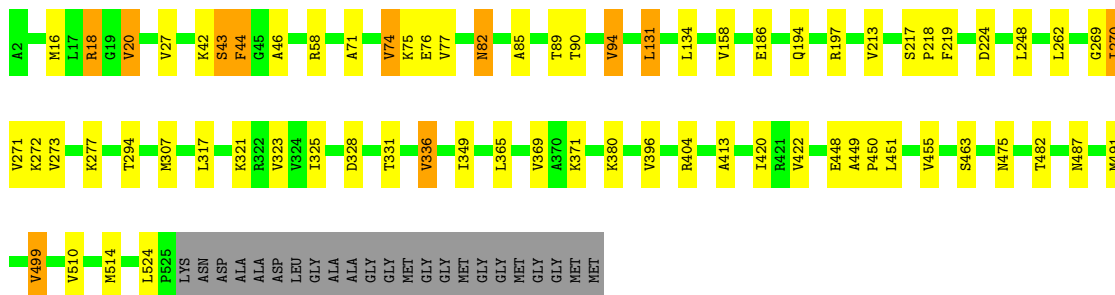 A2 M16 L17 R18 G19 V20 V27 K42 S43 F44 G45 A46 R58 A71 V74 K75 E76 V77 N82 A85 T89 T90 V94 L131 L134 V158 E186 Q194 R197 V213 S217 P218 F219 D224 L248 L262 G269 I270
V271 K272 V273 K277 T294 M307 L317 K321 R322 V323 V324 I325 D328 T331 V336 I349 L365 V369 A370 K371 K380 V396 R404 A413 I420 R421 V422 E448 A449 P450 L451 V455 S463 N475 T482 N487 M491
V499 V510 M514 L524 P525 LYS ASN ASP ALA ALA ASP LEU GLY ALA ALA GLY GLY MET GLY GLY MET GLY GLY GLY MET MET